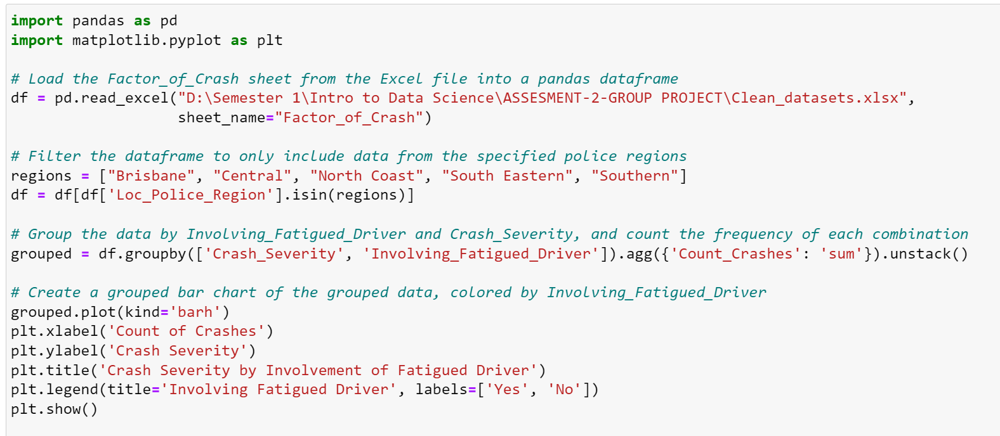 import pandas as pd
import matplotlib.pyplot as plt
# Load the Factor_of_Crash sheet from the Excel file into a pandas dataframe
df = pd.read_excel("D:\Semester 1\Intro to Data Science\ASSESMENT-2-GROUP PROJECT\Clean_datasets.xlsx",
                   sheet_name="Factor_of_Crash")
# Filter the dataframe to only include data from the specified police regions
regions = ["Brisbane", "Central", "North Coast", "South Eastern", "Southern"]
df = df[df['Loc_Police_Region'].isin(regions)]
# Group the data by Involving_Fatigued_Driver and Crash_Severity, and count the frequency of each combination
grouped = df.groupby(['Crash_Severity', 'Involving_Fatigued_Driver']).agg({'Count_Crashes': 'sum'}).unstack()
# Create a grouped bar chart of the grouped data, colored by Involving_Fatigued_Driver
grouped.plot(kind='barh')
plt.xlabel('Count of Crashes')
plt.ylabel('Crash Severity')
plt.title('Crash Severity by Involvement of Fatigued Driver')
plt.legend(title='Involving Fatigued Driver', labels=['Yes', 'No'])
plt.show()